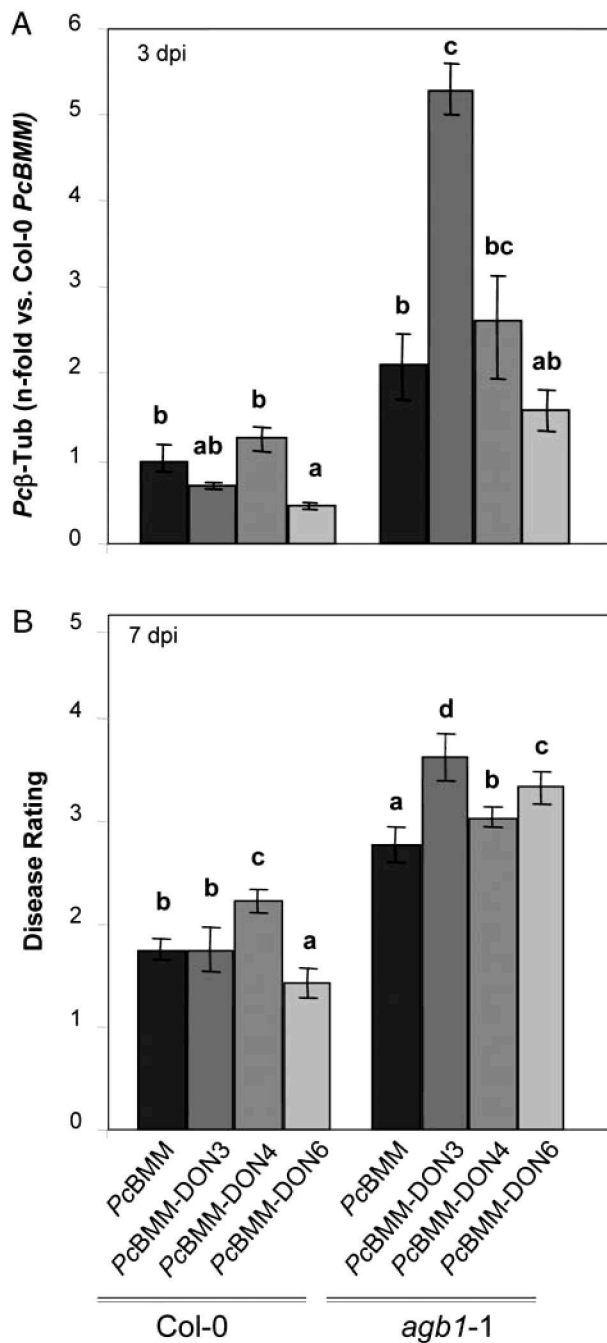 A
3 dpi
Pcβ-Tub (n-fold vs. Col-0 PcBMM)
6
5
4
3
2
1
0
b
ab
b
a
b
c
bc
ab
B
7 dpi
Disease Rating
5
4
3
2
1
0
b
b
c
a
a
d
b
c
PcBMM
PcBMM-DON3
PcBMM-DON4
PcBMM-DON6
PcBMM
PcBMM-DON3
PcBMM-DON4
PcBMM-DON6
Col-0
agb1-1